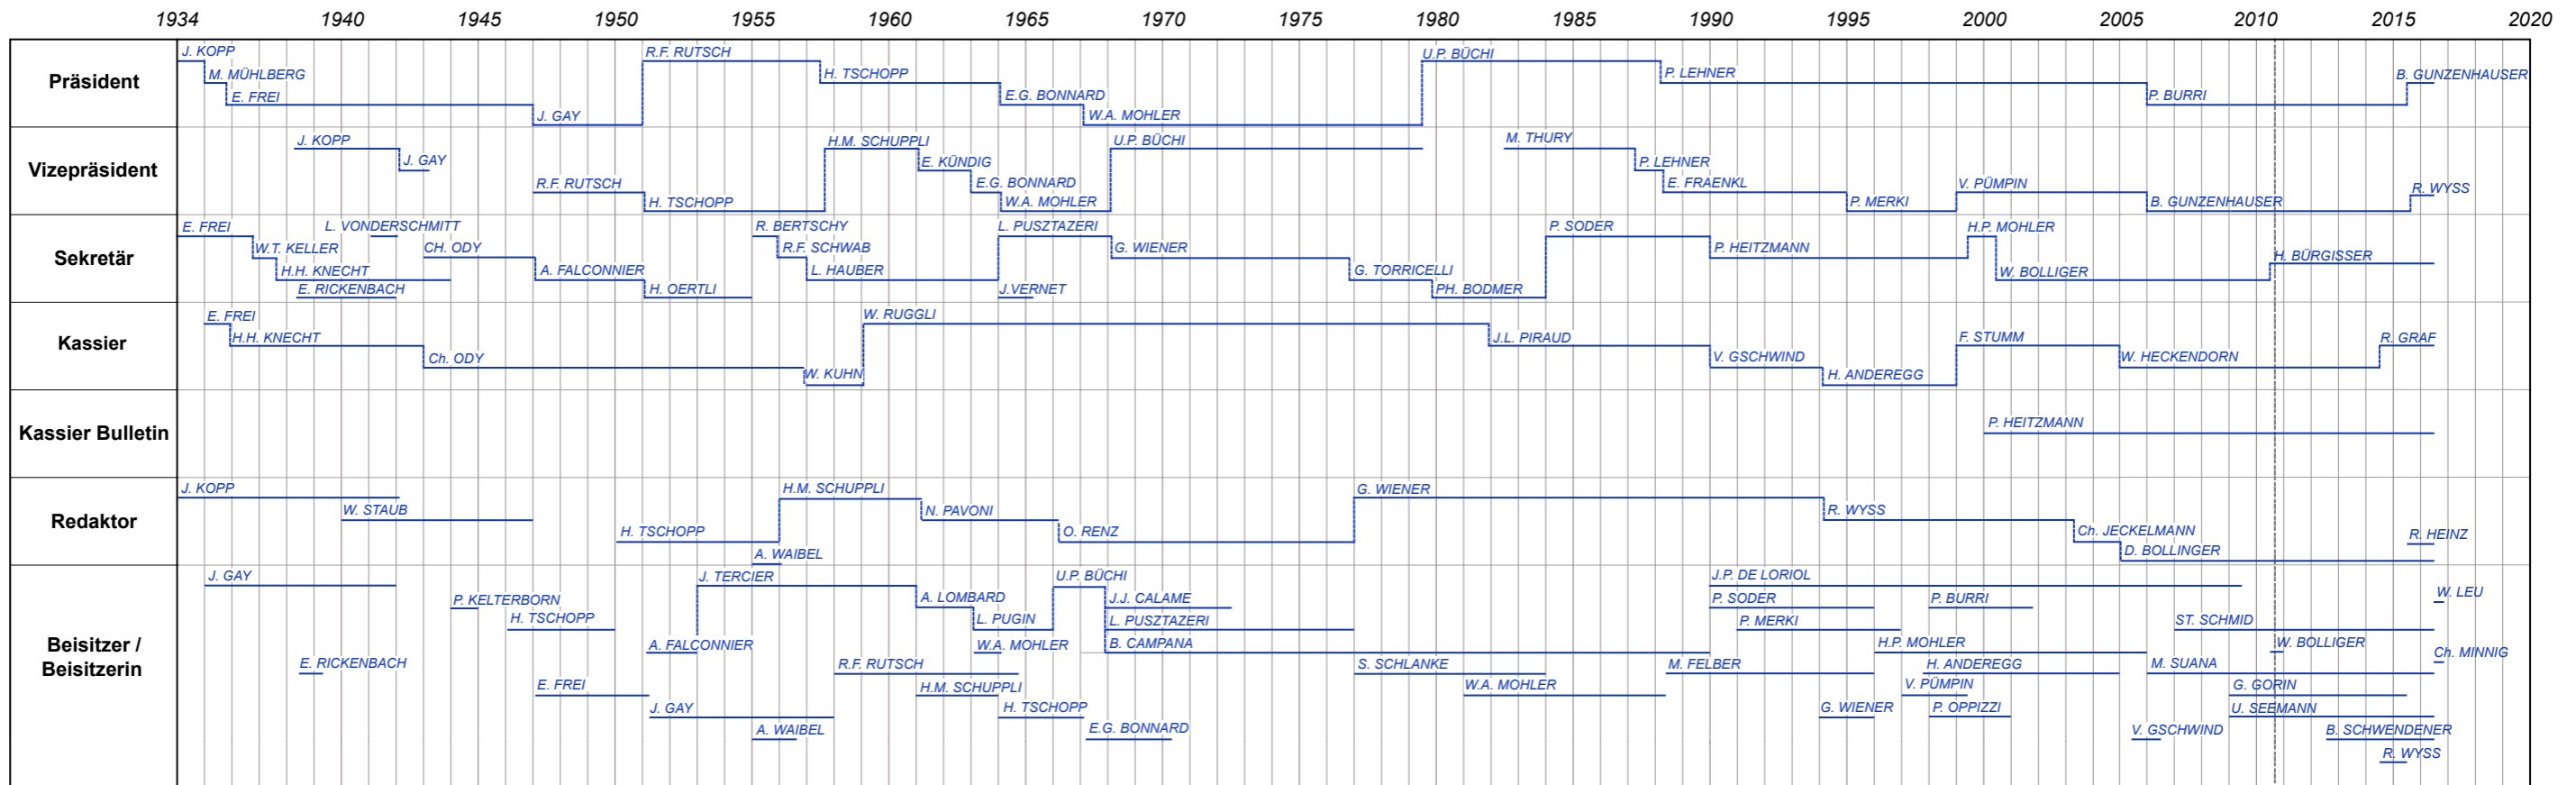 1934 1940 1945 1950 1955 1960 1965 1970 1975 1980 1985 1990 1995 2000 2005 2010 2015 2020
Präsident
J. KOPP
M. MÜHLBERG
E. FREI
J. GAY
R.F. RUTSCH
H. TSCHOPP
E.G. BONNARD
W.A. MOHLER
U.P. BÜCHI
P. LEHNER
P. BURRI
B. GUNZENHAUSER
Vizepräsident
J. KOPP
J. GAY
R.F. RUTSCH
H. TSCHOPP
H.M. SCHUPPLI
E. KÜNDIG
E.G. BONNARD
W.A. MOHLER
U.P. BÜCHI
M. THURY
P. LEHNER
E. FRAENKL
P. MERKI
V. PÜMPIN
B. GUNZENHAUSER
R. WYSS
Sekretär
E. FREI
W.T. KELLER
H.H. KNECHT
E. RICKENBACH
L. VONDERSCHMITT
CH. ODY
A. FALCONNIER
H. OERTLI
R. BERTSCHY
R.F. SCHWAB
L. HAUBER
L. PUSZTAZERI
J.VERNET
G. WIENER
G. TORRICELLI
PH. BODMER
P. SODER
P. HEITZMANN
H.P. MOHLER
W. BOLLIGER
H. BÜRGISSER
Kassier
E. FREI
H.H. KNECHT
Ch. ODY
W. KUHN
W. RUGGLI
J.L. PIRAUD
V. GSCHWIND
H. ANDEREGG
F. STUMM
W. HECKENDORN
R. GRAF
Kassier Bulletin
P. HEITZMANN
Redaktor
J. KOPP
W. STAUB
H. TSCHOPP
A. WAIBEL
H.M. SCHUPPLI
N. PAVONI
O. RENZ
G. WIENER
R. WYSS
Ch. JECKELMANN
D. BOLLINGER
R. HEINZ
Beisitzer /
Beisitzerin
J. GAY
E. RICKENBACH
P. KELTERBORN
H. TSCHOPP
E. FREI
A. FALCONNIER
J. GAY
J. TERCIER
A. WAIBEL
R.F. RUTSCH
A. LOMBARD
H.M. SCHUPPLI
L. PUGIN
W.A. MOHLER
H. TSCHOPP
U.P. BÜCHI
E.G. BONNARD
J.J. CALAME
L. PUSZTAZERI
B. CAMPANA
S. SCHLANKE
W.A. MOHLER
M. FELBER
J.P. DE LORIOL
P. SODER
P. MERKI
G. WIENER
H.P. MOHLER
V. PÜMPIN
H. ANDEREGG
P. BURRI
P. OPPIZZI
V. GSCHWIND
M. SUANA
ST. SCHMID
G. GORIN
U. SEEMANN
W. BOLLIGER
B. SCHWENDENER
R. WYSS
W. LEU
Ch. MINNIG